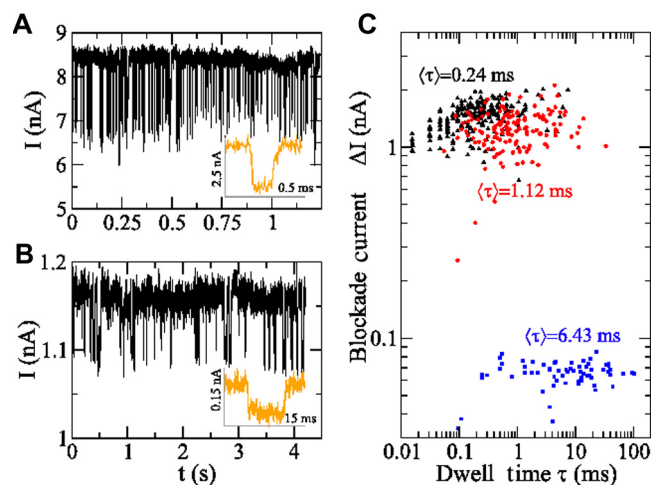 A
9
8
7
6
5
I (nA)
2.5 nA
0.5 ms
0 0.25 0.5 0.75 1
B
1.2
1.1
1
I (nA)
0.15 nA
15 ms
0 1 2 3 4
t (s)
C
⟨τ⟩=0.24 ms
⟨τ⟩=1.12 ms
⟨τ⟩=6.43 ms
1
0.1
Blockade current ΔI (nA)
0.01 0.1 1 10 100
Dwell time τ (ms)